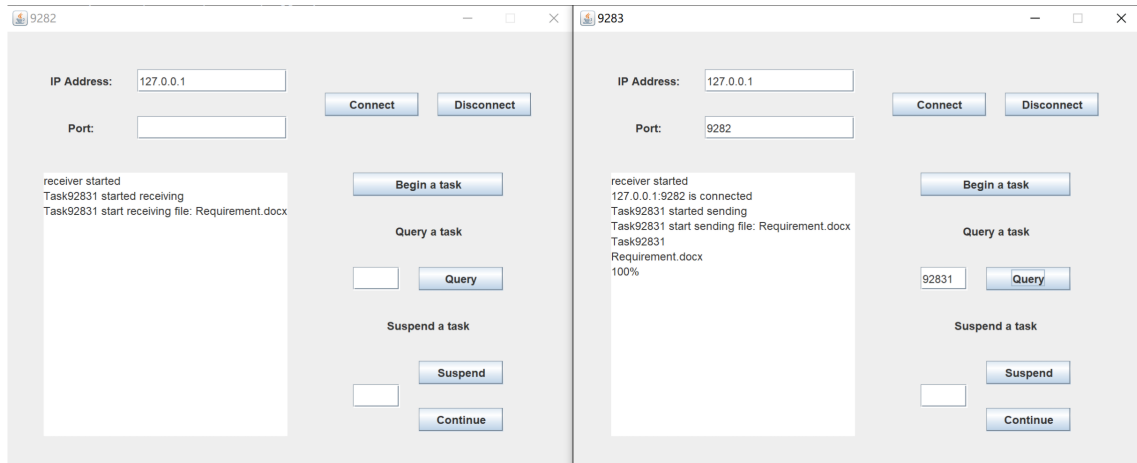 9282
IP Address:
127.0.0.1
Connect
Disconnect
Port:
receiver started
Task92831 started receiving
Task92831 start receiving file: Requirement.docx
Begin a task
Query a task
Query
Suspend a task
Suspend
Continue
9283
IP Address:
127.0.0.1
Connect
Disconnect
Port:
9282
receiver started
127.0.0.1:9282 is connected
Task92831 started sending
Task92831 start sending file: Requirement.docx
Task92831
Requirement.docx
100%
Begin a task
Query a task
92831
Query
Suspend a task
Suspend
Continue